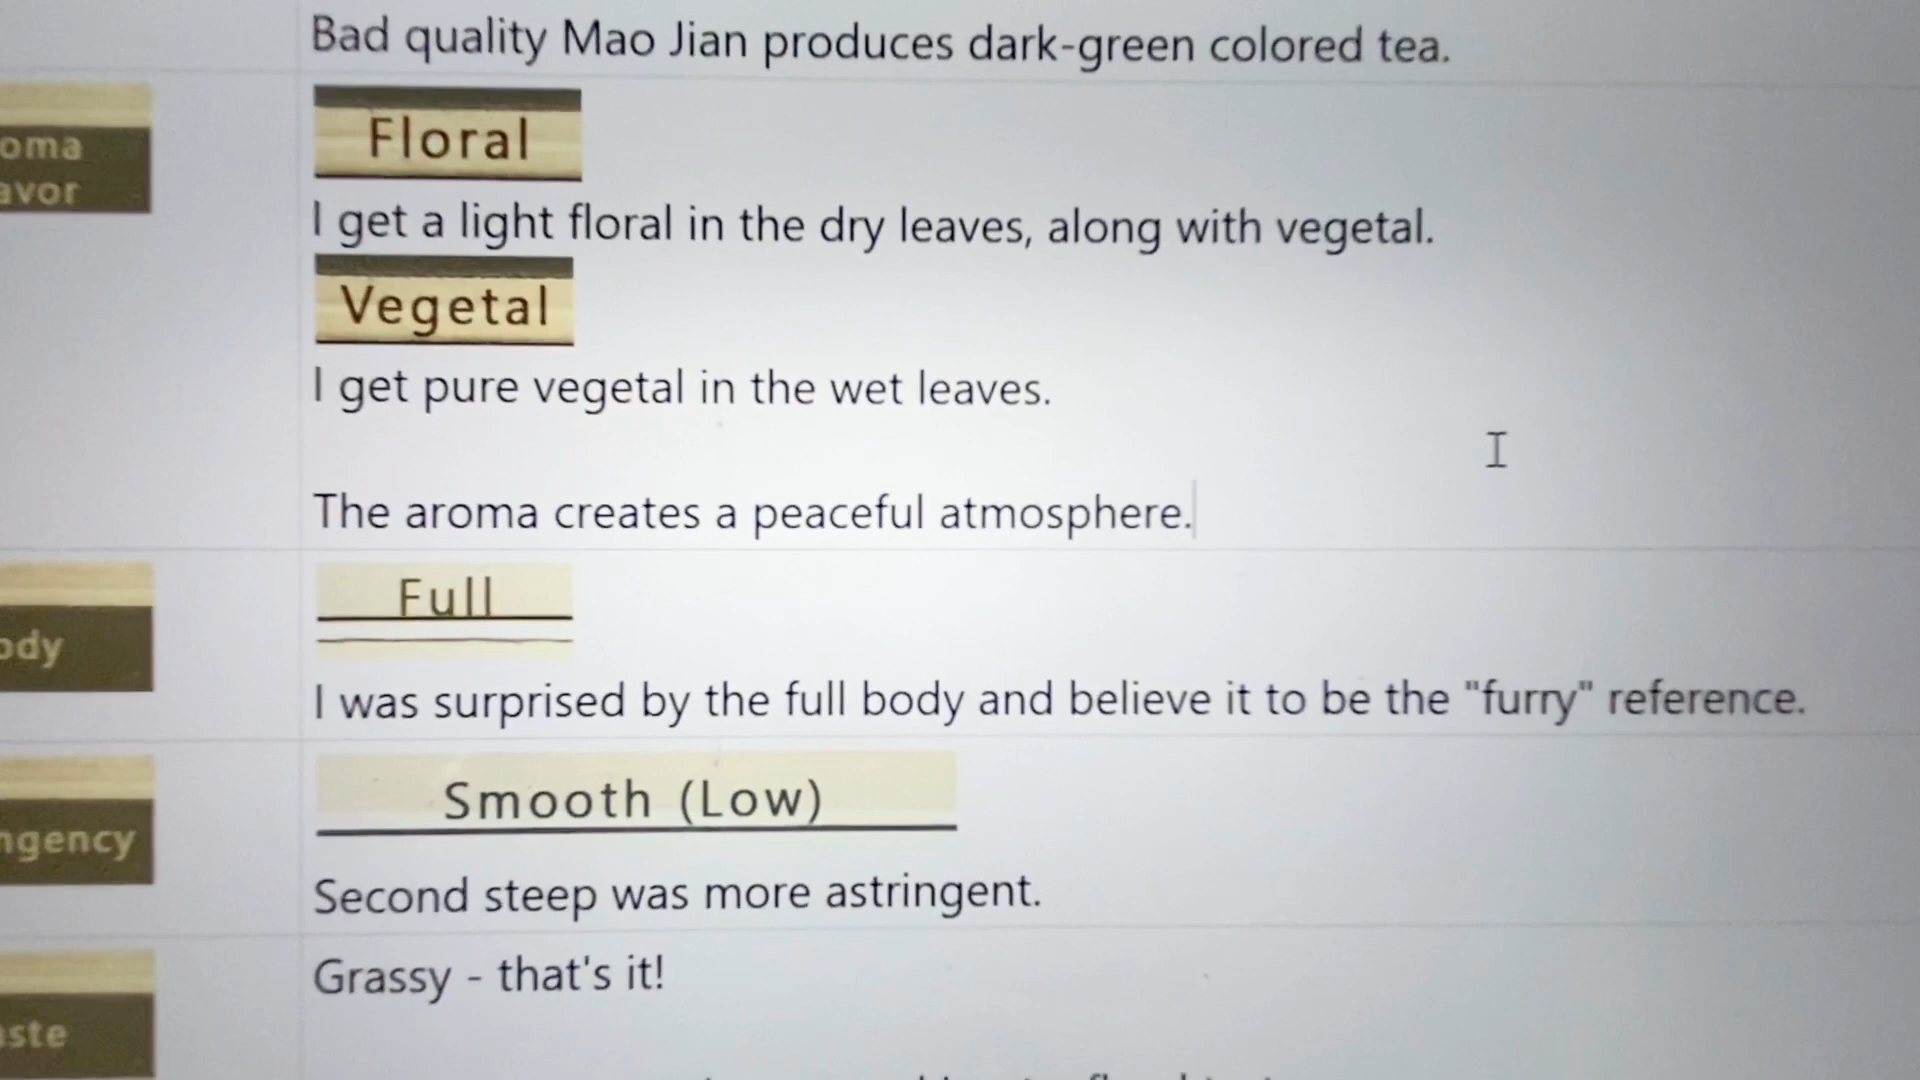 Bad quality Mao Jian produces dark-green colored tea.
oma
avor
Floral
I get a light floral in the dry leaves, along with vegetal.
Vegetal
I get pure vegetal in the wet leaves.
The aroma creates a peaceful atmosphere.
ody
Full
I was surprised by the full body and believe it to be the "furry" reference.
ngency
Smooth (Low)
Second steep was more astringent.
aste
Grassy - that's it!